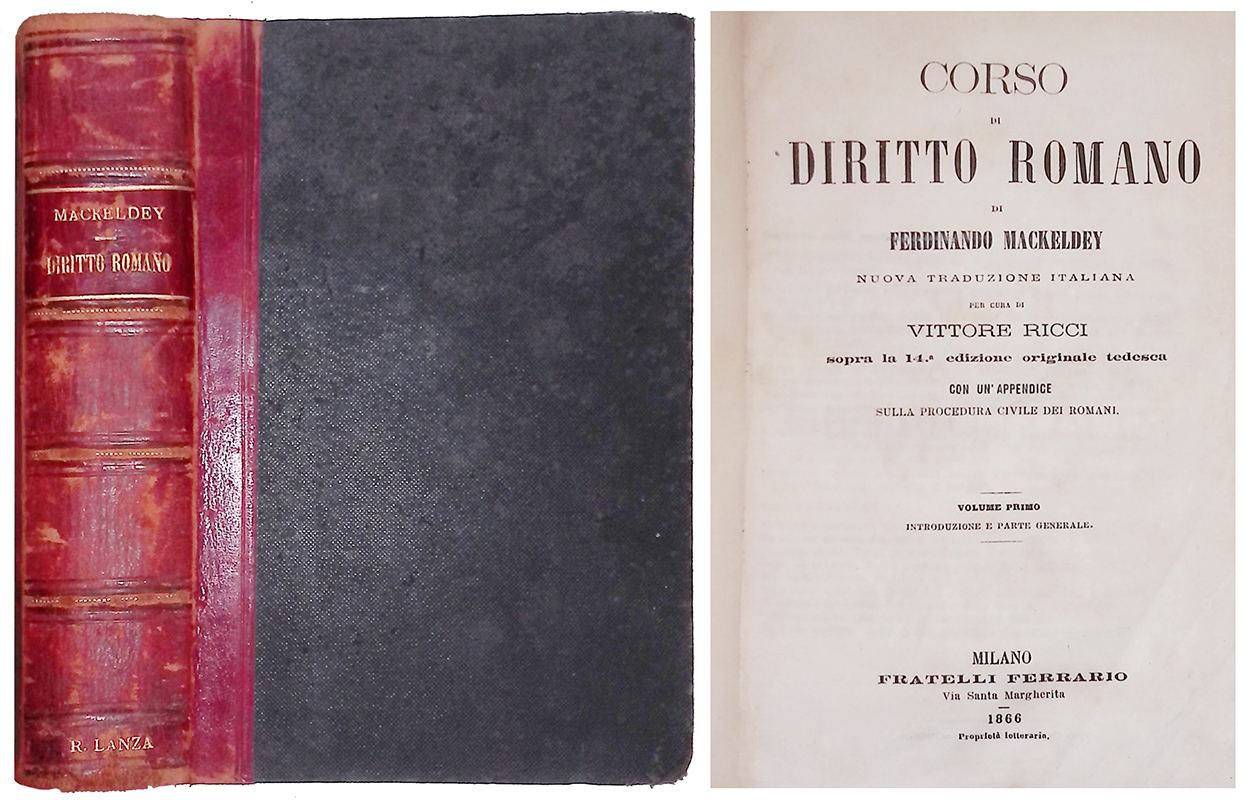 MACKELDEY
DIRITTO ROMANO
R. LANZA
CORSO
DI
DIRITTO ROMANO
DI
FERDINANDO MACKELDEY
NUOVA TRADUZIONE ITALIANA
PER CURA DI
VITTORE RICCI
sopra la 14.ª edizione originale tedesca
CON UN' APPENDICE
SULLA PROCEDURA CIVILE DEI ROMANI.
VOLUME PRIMO
INTRODUZIONE E PARTE GENERALE.
MILANO
FRATELLI FERRARIO
Via Santa Margherita
1866
Proprietà letteraria.